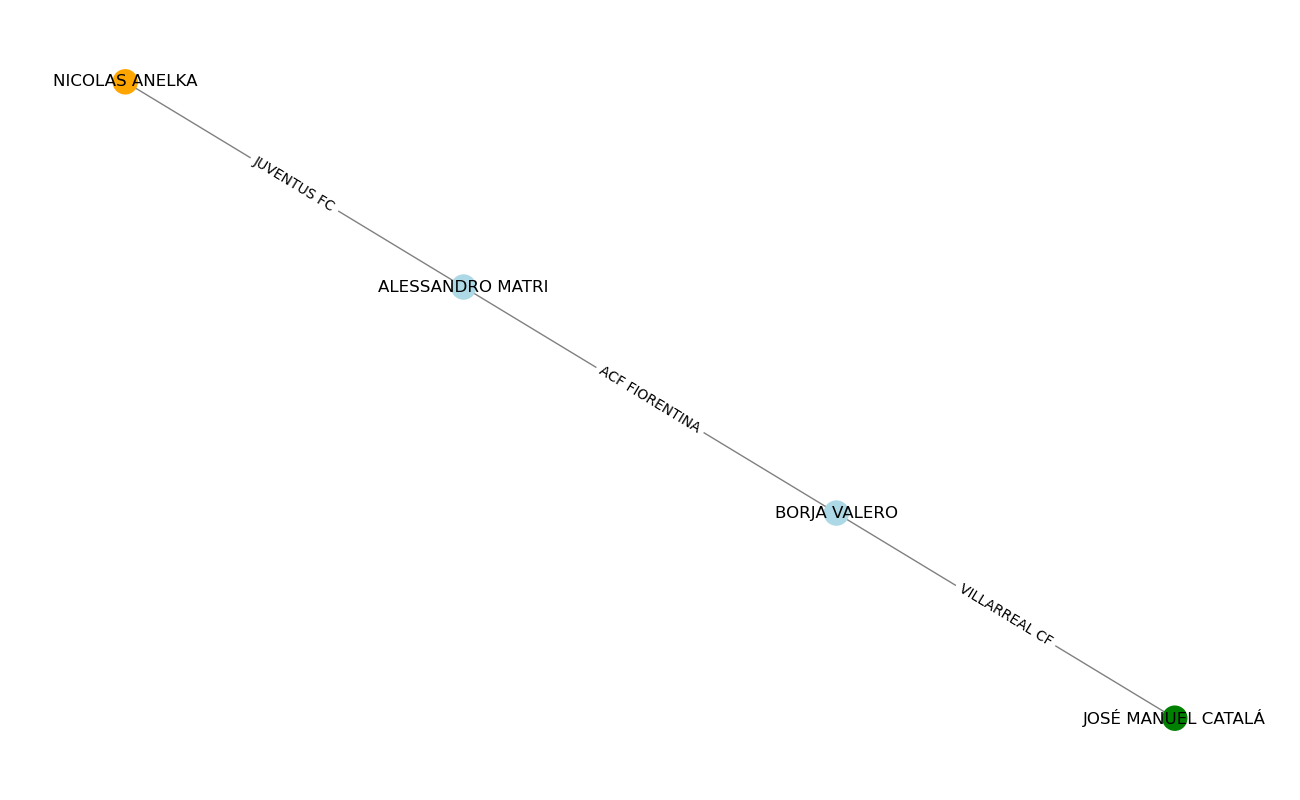 NICOLAS ANELKA
JUVENTUS FC
ALESSANDRO MATRI
ACF FIORENTINA
BORJA VALERO
VILLARREAL CF
JOSÉ MANUEL CATALÁ